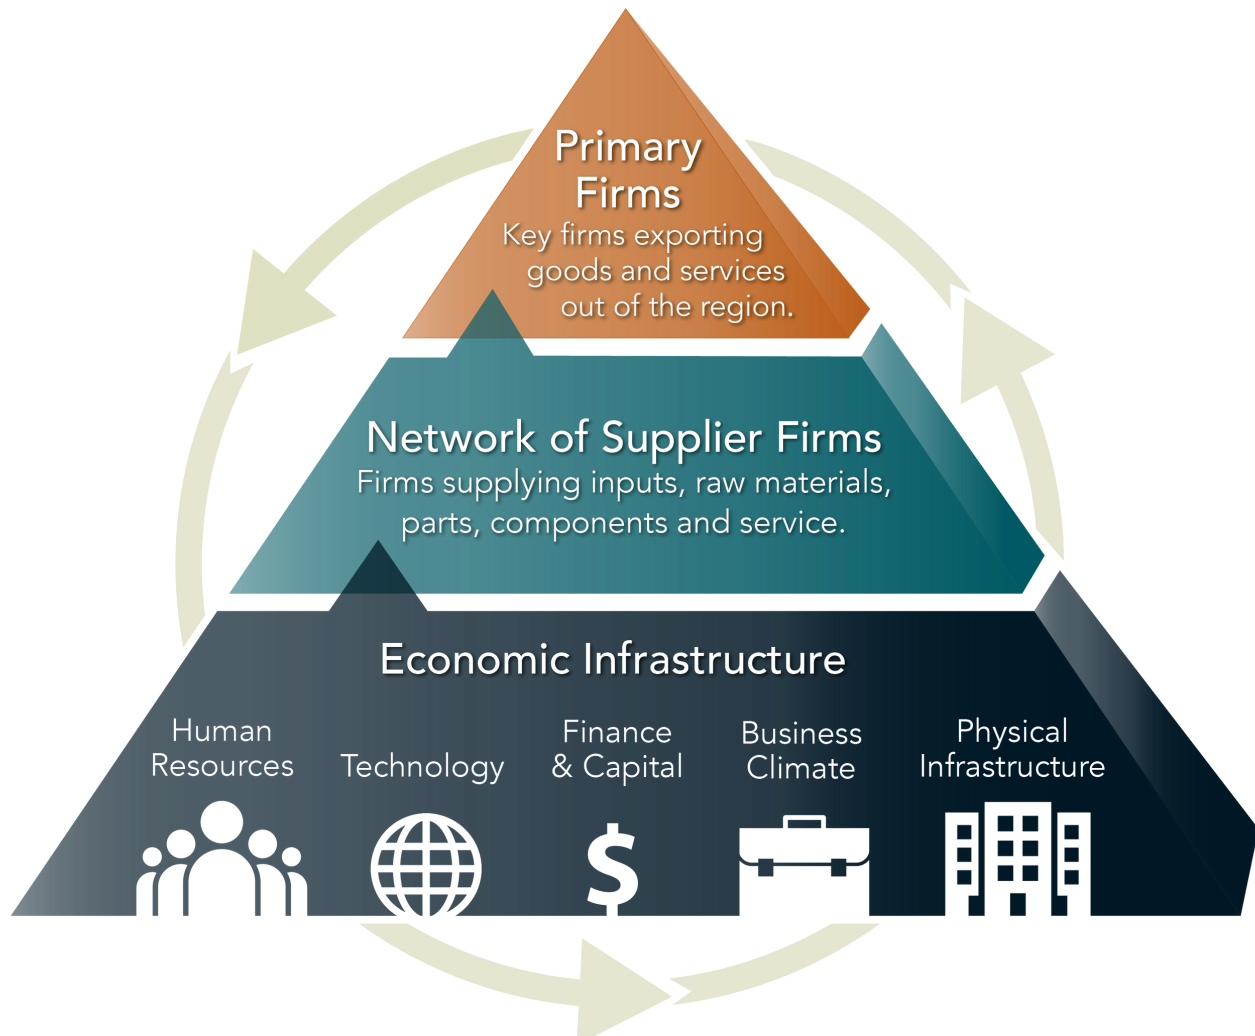 Primary
Firms
Key firms exporting
goods and services
out of the region.
Network of Supplier Firms
Firms supplying inputs, raw materials,
parts, components and service.
Economic Infrastructure
Human
Resources
Technology
Finance
& Capital
Business
Climate
Physical
Infrastructure
$